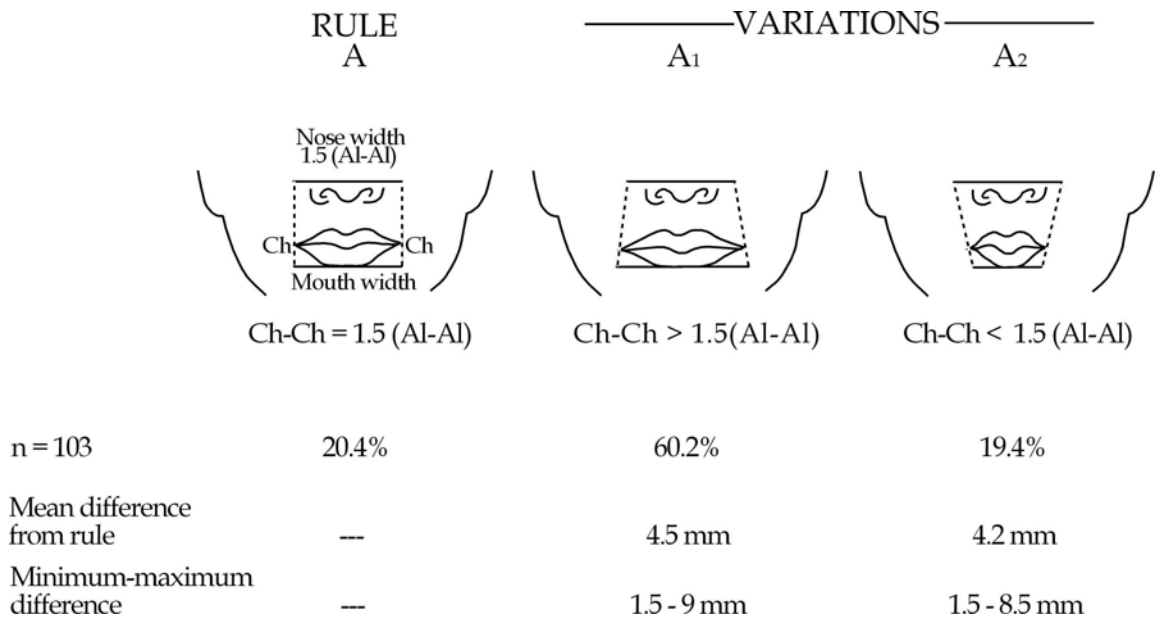 RULE VARIATIONS
A A1 A2
Nose width
1.5 (Al-Al)
Ch Ch
Mouth width
Ch-Ch = 1.5 (Al-Al) Ch-Ch > 1.5(Al-Al) Ch-Ch < 1.5 (Al-Al)
n = 103 20.4% 60.2% 19.4%
Mean difference
from rule --- 4.5 mm 4.2 mm
Minimum-maximum
difference --- 1.5 - 9 mm 1.5 - 8.5 mm